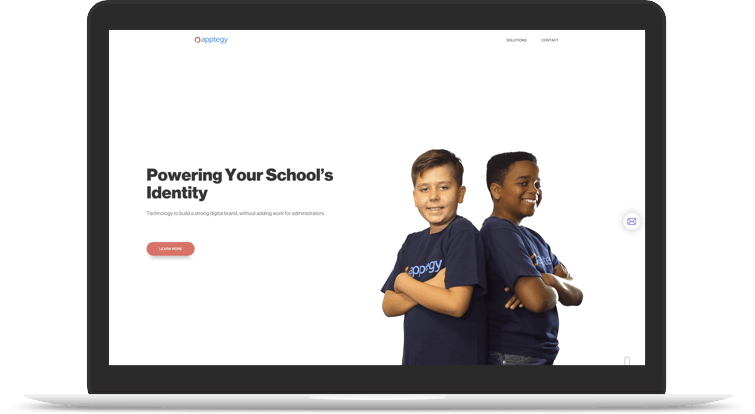 apptegy
SOLUTIONS
CONTACT
Powering Your School's
Identity
Technology to build a strong digital brand, without adding work for administrators.
LEARN MORE
apptegy